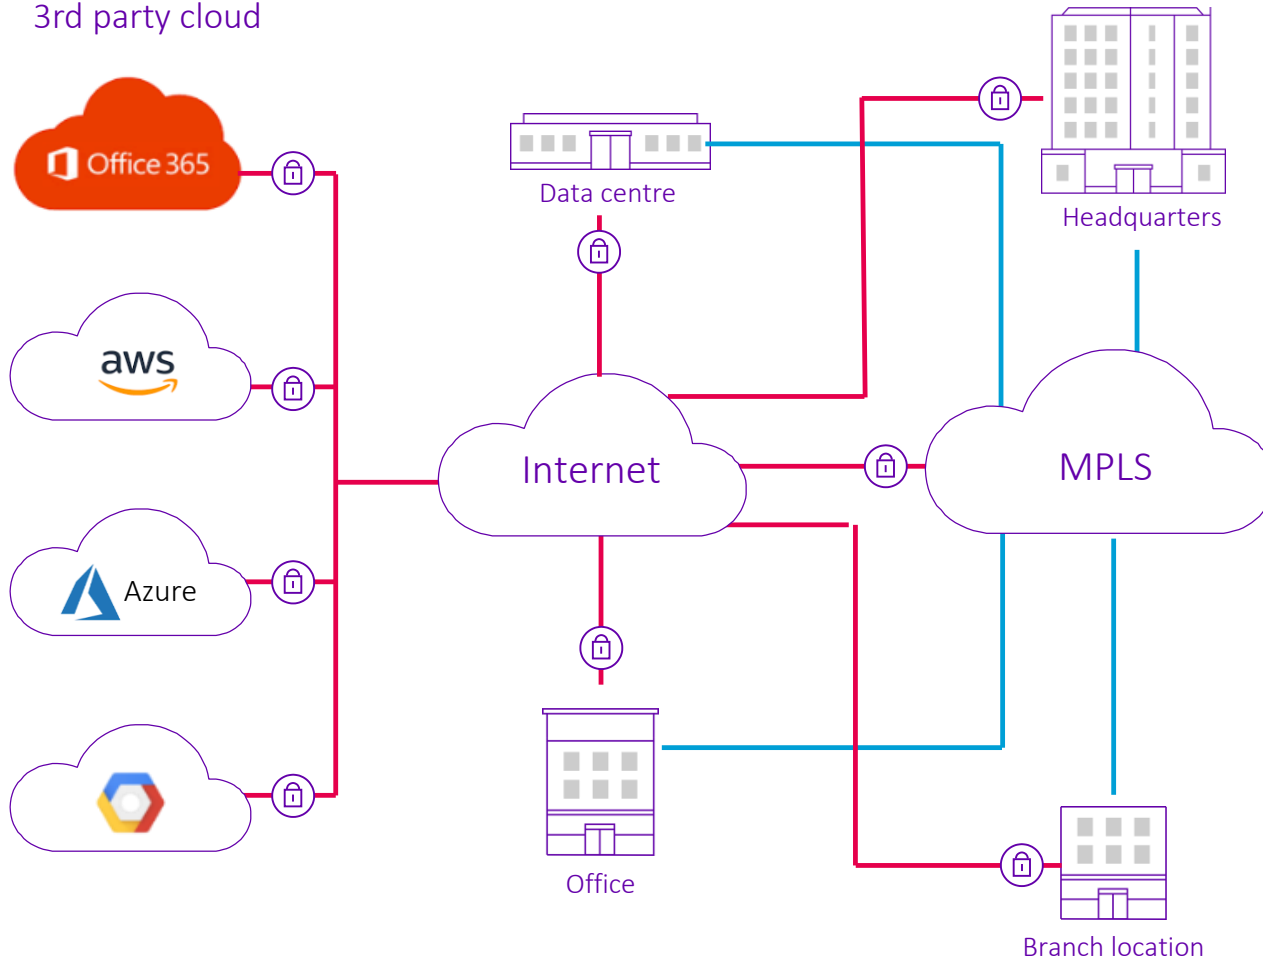 3rd party cloud
Office 365
aws
Azure
Data centre
Headquarters
Internet
MPLS
Office
Branch location